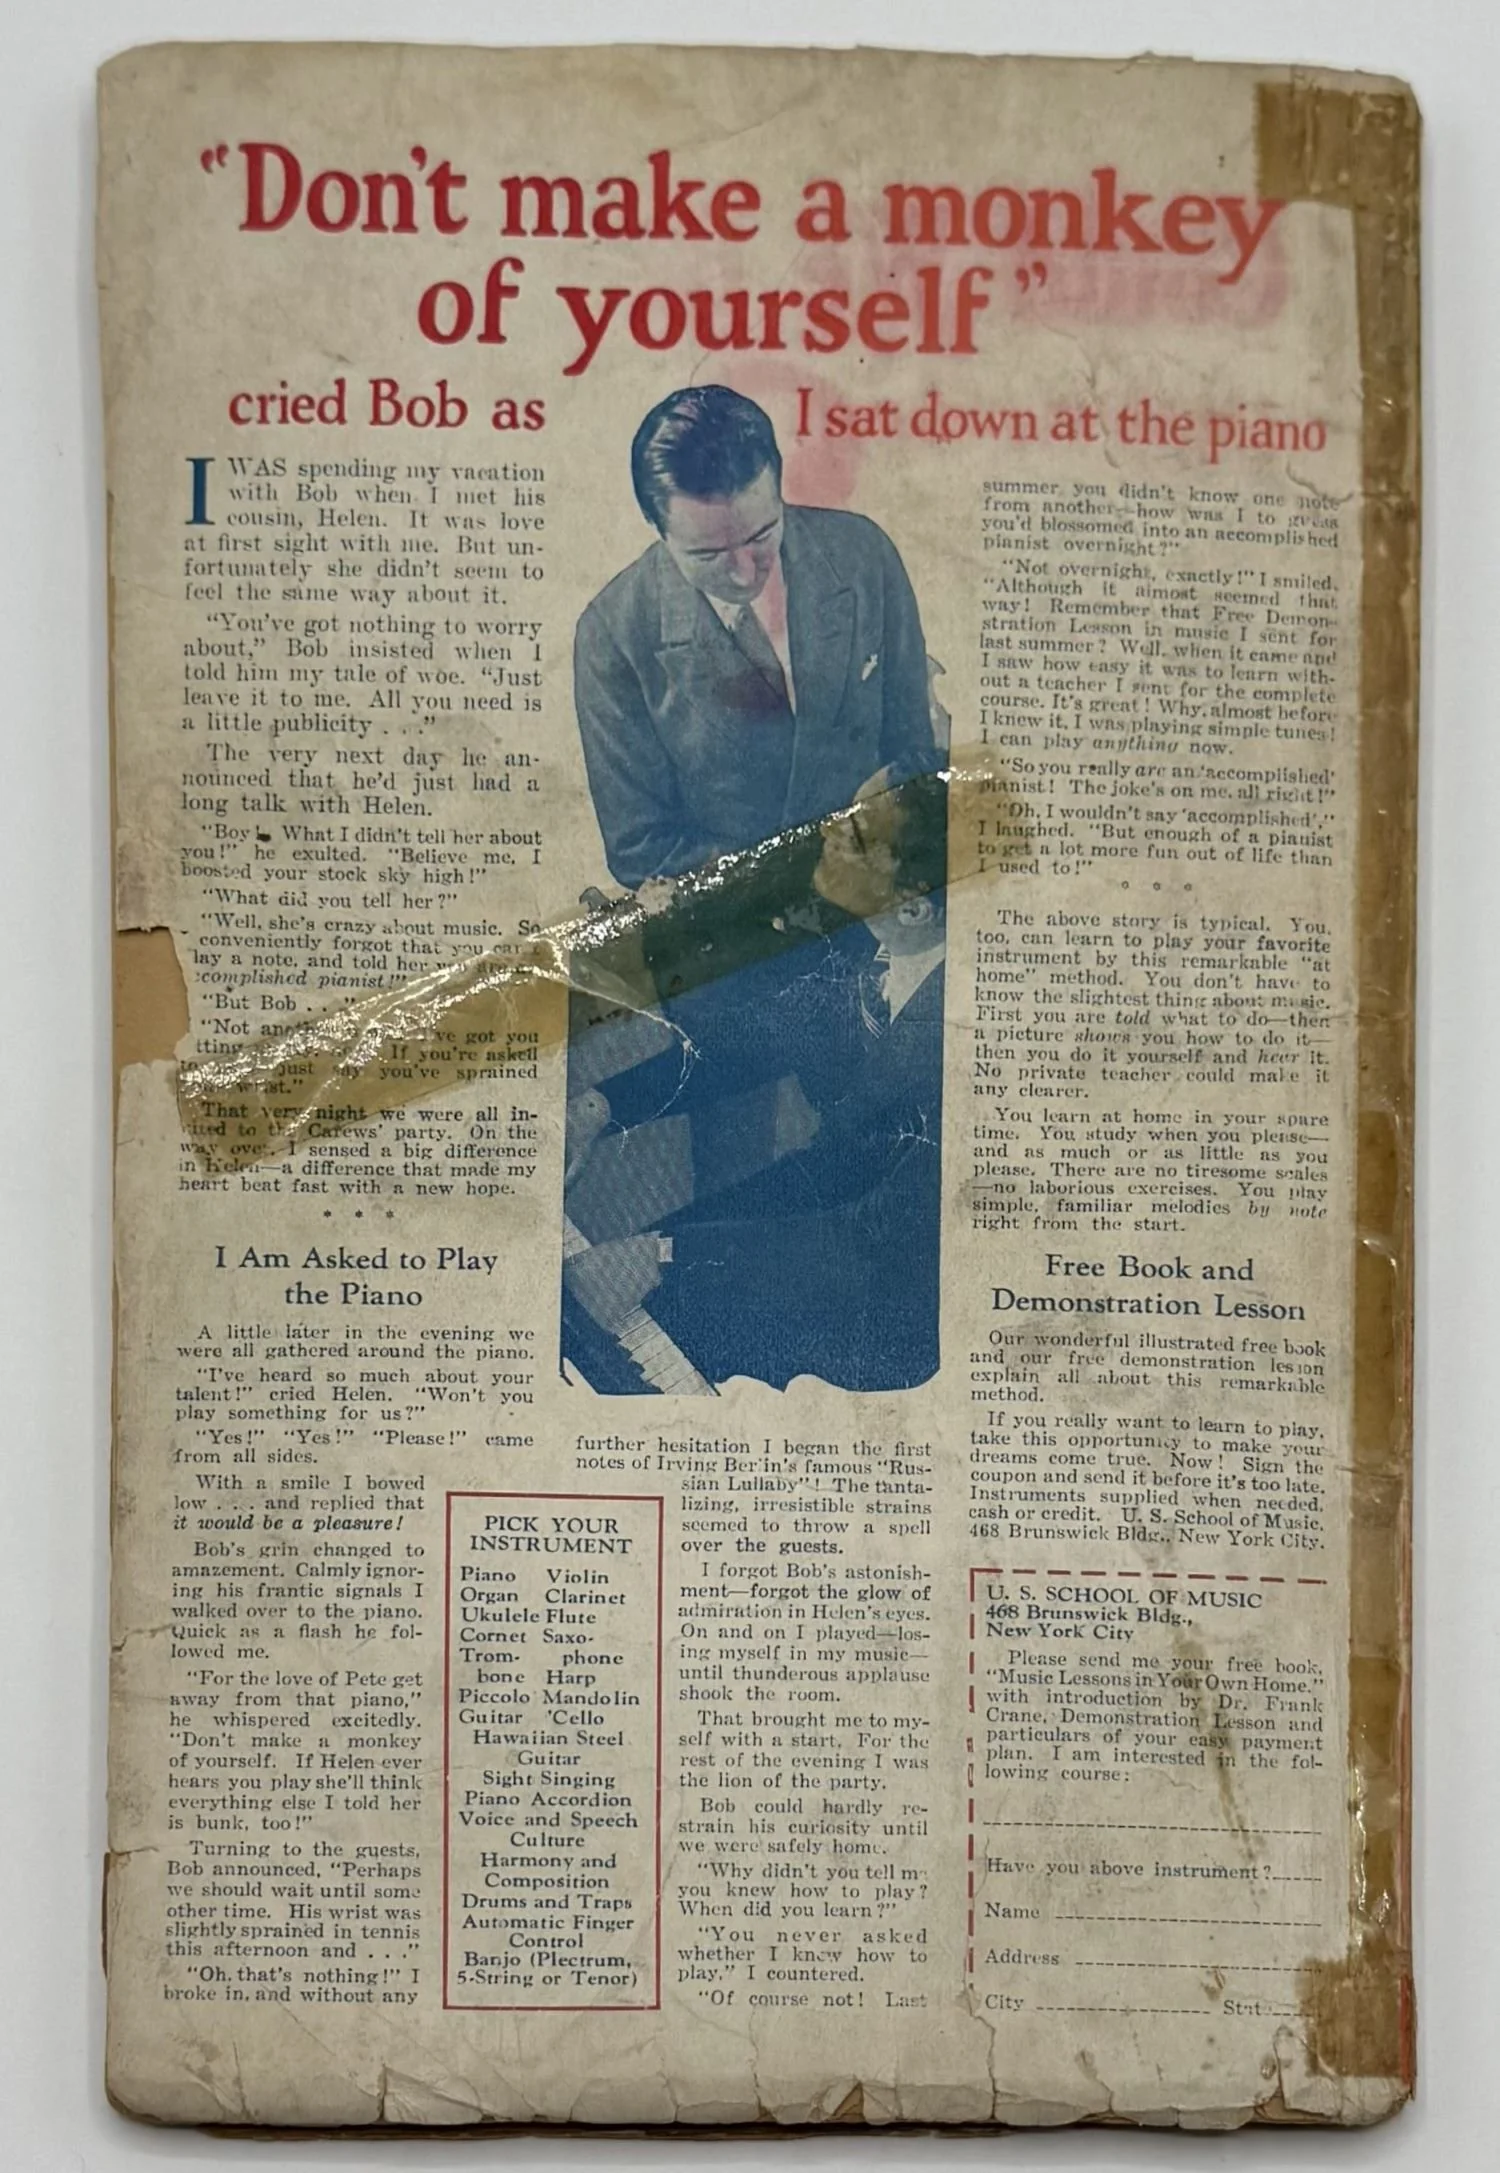 "Don't make a monkey
of yourself"
cried Bob as
I sat down at the piano
I WAS spending my vacation
with Bob when I met his
cousin, Helen. It was love
at first sight with me. But un-
fortunately she didn't seem to
feel the same way about it.
"You've got nothing to worry
about," Bob insisted when I
told him my tale of woe. "Just
leave it to me. All you need is
a little publicity . . ."
The very next day he an-
nounced that he'd just had a
long talk with Helen.
"Boy! What I didn't tell her about
you!" he exulted. "Believe me, I
boosted your stock sky high!"
"What did you tell her?"
"Well, she's crazy about music. So
conveniently forgot that you can't
lay a note, and told her you are
complished pianist!"
"But Bob . . ."
"Not got you
tting If you're asked
just say you've sprained
wrist."
That very night we were all in-
vited to the Carews' party. On the
way over I sensed a big difference
in Helen—a difference that made my
heart beat fast with a new hope.
* * *
I Am Asked to Play
the Piano
A little later in the evening we
were all gathered around the piano.
"I've heard so much about your
talent!" cried Helen. "Won't you
play something for us?"
"Yes!" "Yes!" "Please!" came
from all sides.
With a smile I bowed
low . . . and replied that
it would be a pleasure!
Bob's grin changed to
amazement. Calmly ignor-
ing his frantic signals I
walked over to the piano.
Quick as a flash he fol-
lowed me.
"For the love of Pete get
away from that piano,"
he whispered excitedly.
"Don't make a monkey
of yourself. If Helen ever
hears you play she'll think
everything else I told her
is bunk, too!"
Turning to the guests,
Bob announced, "Perhaps
we should wait until some
other time. His wrist was
slightly sprained in tennis
this afternoon and . . ."
"Oh, that's nothing!" I
broke in, and without any
PICK YOUR
INSTRUMENT
Piano Violin
Organ Clarinet
Ukulele Flute
Cornet Saxo-
Trom- phone
bone Harp
Piccolo Mandolin
Guitar 'Cello
Hawaiian Steel
Guitar
Sight Singing
Piano Accordion
Voice and Speech
Culture
Harmony and
Composition
Drums and Traps
Automatic Finger
Control
Banjo (Plectrum,
5-String or Tenor)
further hesitation I began the first
notes of Irving Berlin's famous "Rus-
sian Lullaby"! The tanta-
lizing, irresistible strains
seemed to throw a spell
over the guests.
I forgot Bob's astonish-
ment—forgot the glow of
admiration in Helen's eyes.
On and on I played—los-
ing myself in my music—
until thunderous applause
shook the room.
That brought me to my-
self with a start. For the
rest of the evening I was
the lion of the party.
Bob could hardly re-
strain his curiosity until
we were safely home.
"Why didn't you tell me
you knew how to play?
When did you learn?"
"You never asked
whether I knew how to
play," I countered.
"Of course not! Last
summer you didn't know one note
from another—how was I to guess
you'd blossomed into an accomplished
pianist overnight?"
"Not overnight, exactly!" I smiled.
"Although it almost seemed that
way! Remember that Free Demon-
stration Lesson in music I sent for
last summer? Well, when it came and
I saw how easy it was to learn with-
out a teacher I sent for the complete
course. It's great! Why, almost before
I knew it, I was playing simple tunes!
I can play anything now.
"So you really are an 'accomplished'
pianist! The joke's on me, all right!"
"Oh, I wouldn't say 'accomplished',"
I laughed. "But enough of a pianist
to get a lot more fun out of life than
I used to!"
* * *
The above story is typical. You,
too, can learn to play your favorite
instrument by this remarkable "at
home" method. You don't have to
know the slightest thing about music.
First you are told what to do—then
a picture shows you how to do it—
then you do it yourself and hear it.
No private teacher could make it
any clearer.
You learn at home in your spare
time. You study when you please—
and as much or as little as you
please. There are no tiresome scales
—no laborious exercises. You play
simple, familiar melodies by note
right from the start.
Free Book and
Demonstration Lesson
Our wonderful illustrated free book
and our free demonstration lesson
explain all about this remarkable
method.
If you really want to learn to play,
take this opportunity to make your
dreams come true. Now! Sign the
coupon and send it before it's too late.
Instruments supplied when needed,
cash or credit. U. S. School of Music,
468 Brunswick Bldg., New York City.
U. S. SCHOOL OF MUSIC
468 Brunswick Bldg.,
New York City
Please send me your free book,
"Music Lessons in Your Own Home,"
with introduction by Dr. Frank
Crane, Demonstration Lesson and
particulars of your easy payment
plan. I am interested in the fol-
lowing course:
Have you above instrument?
Name
Address
City State